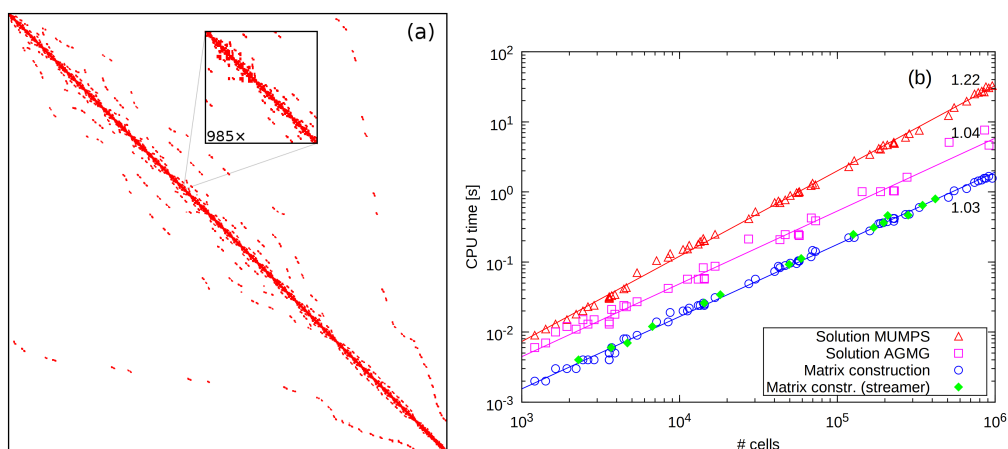 (a)
985×
(b)
CPU time [s]
10^2
10^1
10^0
10^-1
10^-2
10^-3
1.22
1.04
1.03
Solution MUMPS
Solution AGMG
Matrix construction
Matrix constr. (streamer)
10^3 10^4 10^5 10^6
# cells